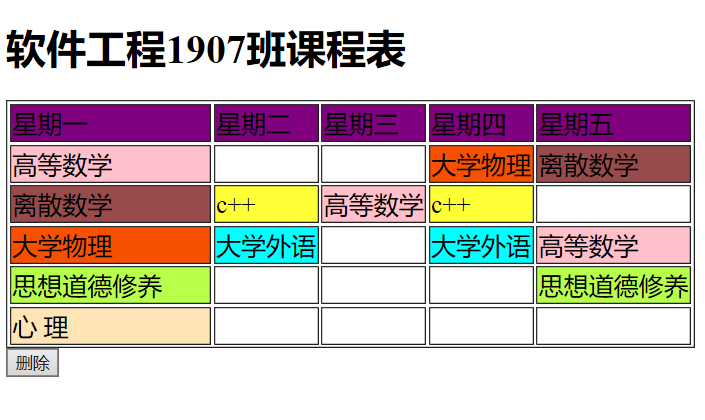 软件工程1907班课程表
星期一 星期二 星期三 星期四 星期五
高等数学 大学物理 离散数学
离散数学 c++ 高等数学 c++
大学物理 大学外语 大学外语 高等数学
思想道德修养 思想道德修养
心 理
删除